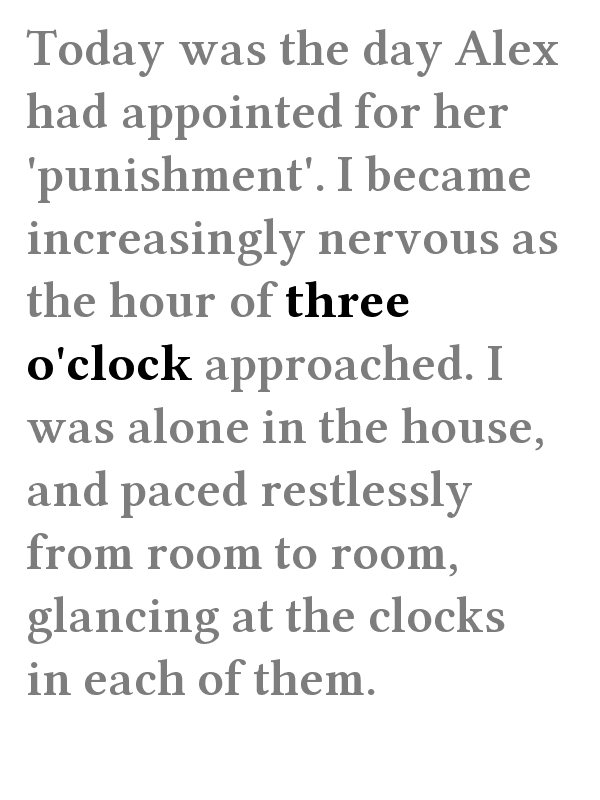 Today was the day Alex
had appointed for her
'punishment'. I became
increasingly nervous as
the hour of three
o'clock approached. I
was alone in the house,
and paced restlessly
from room to room,
glancing at the clocks
in each of them.